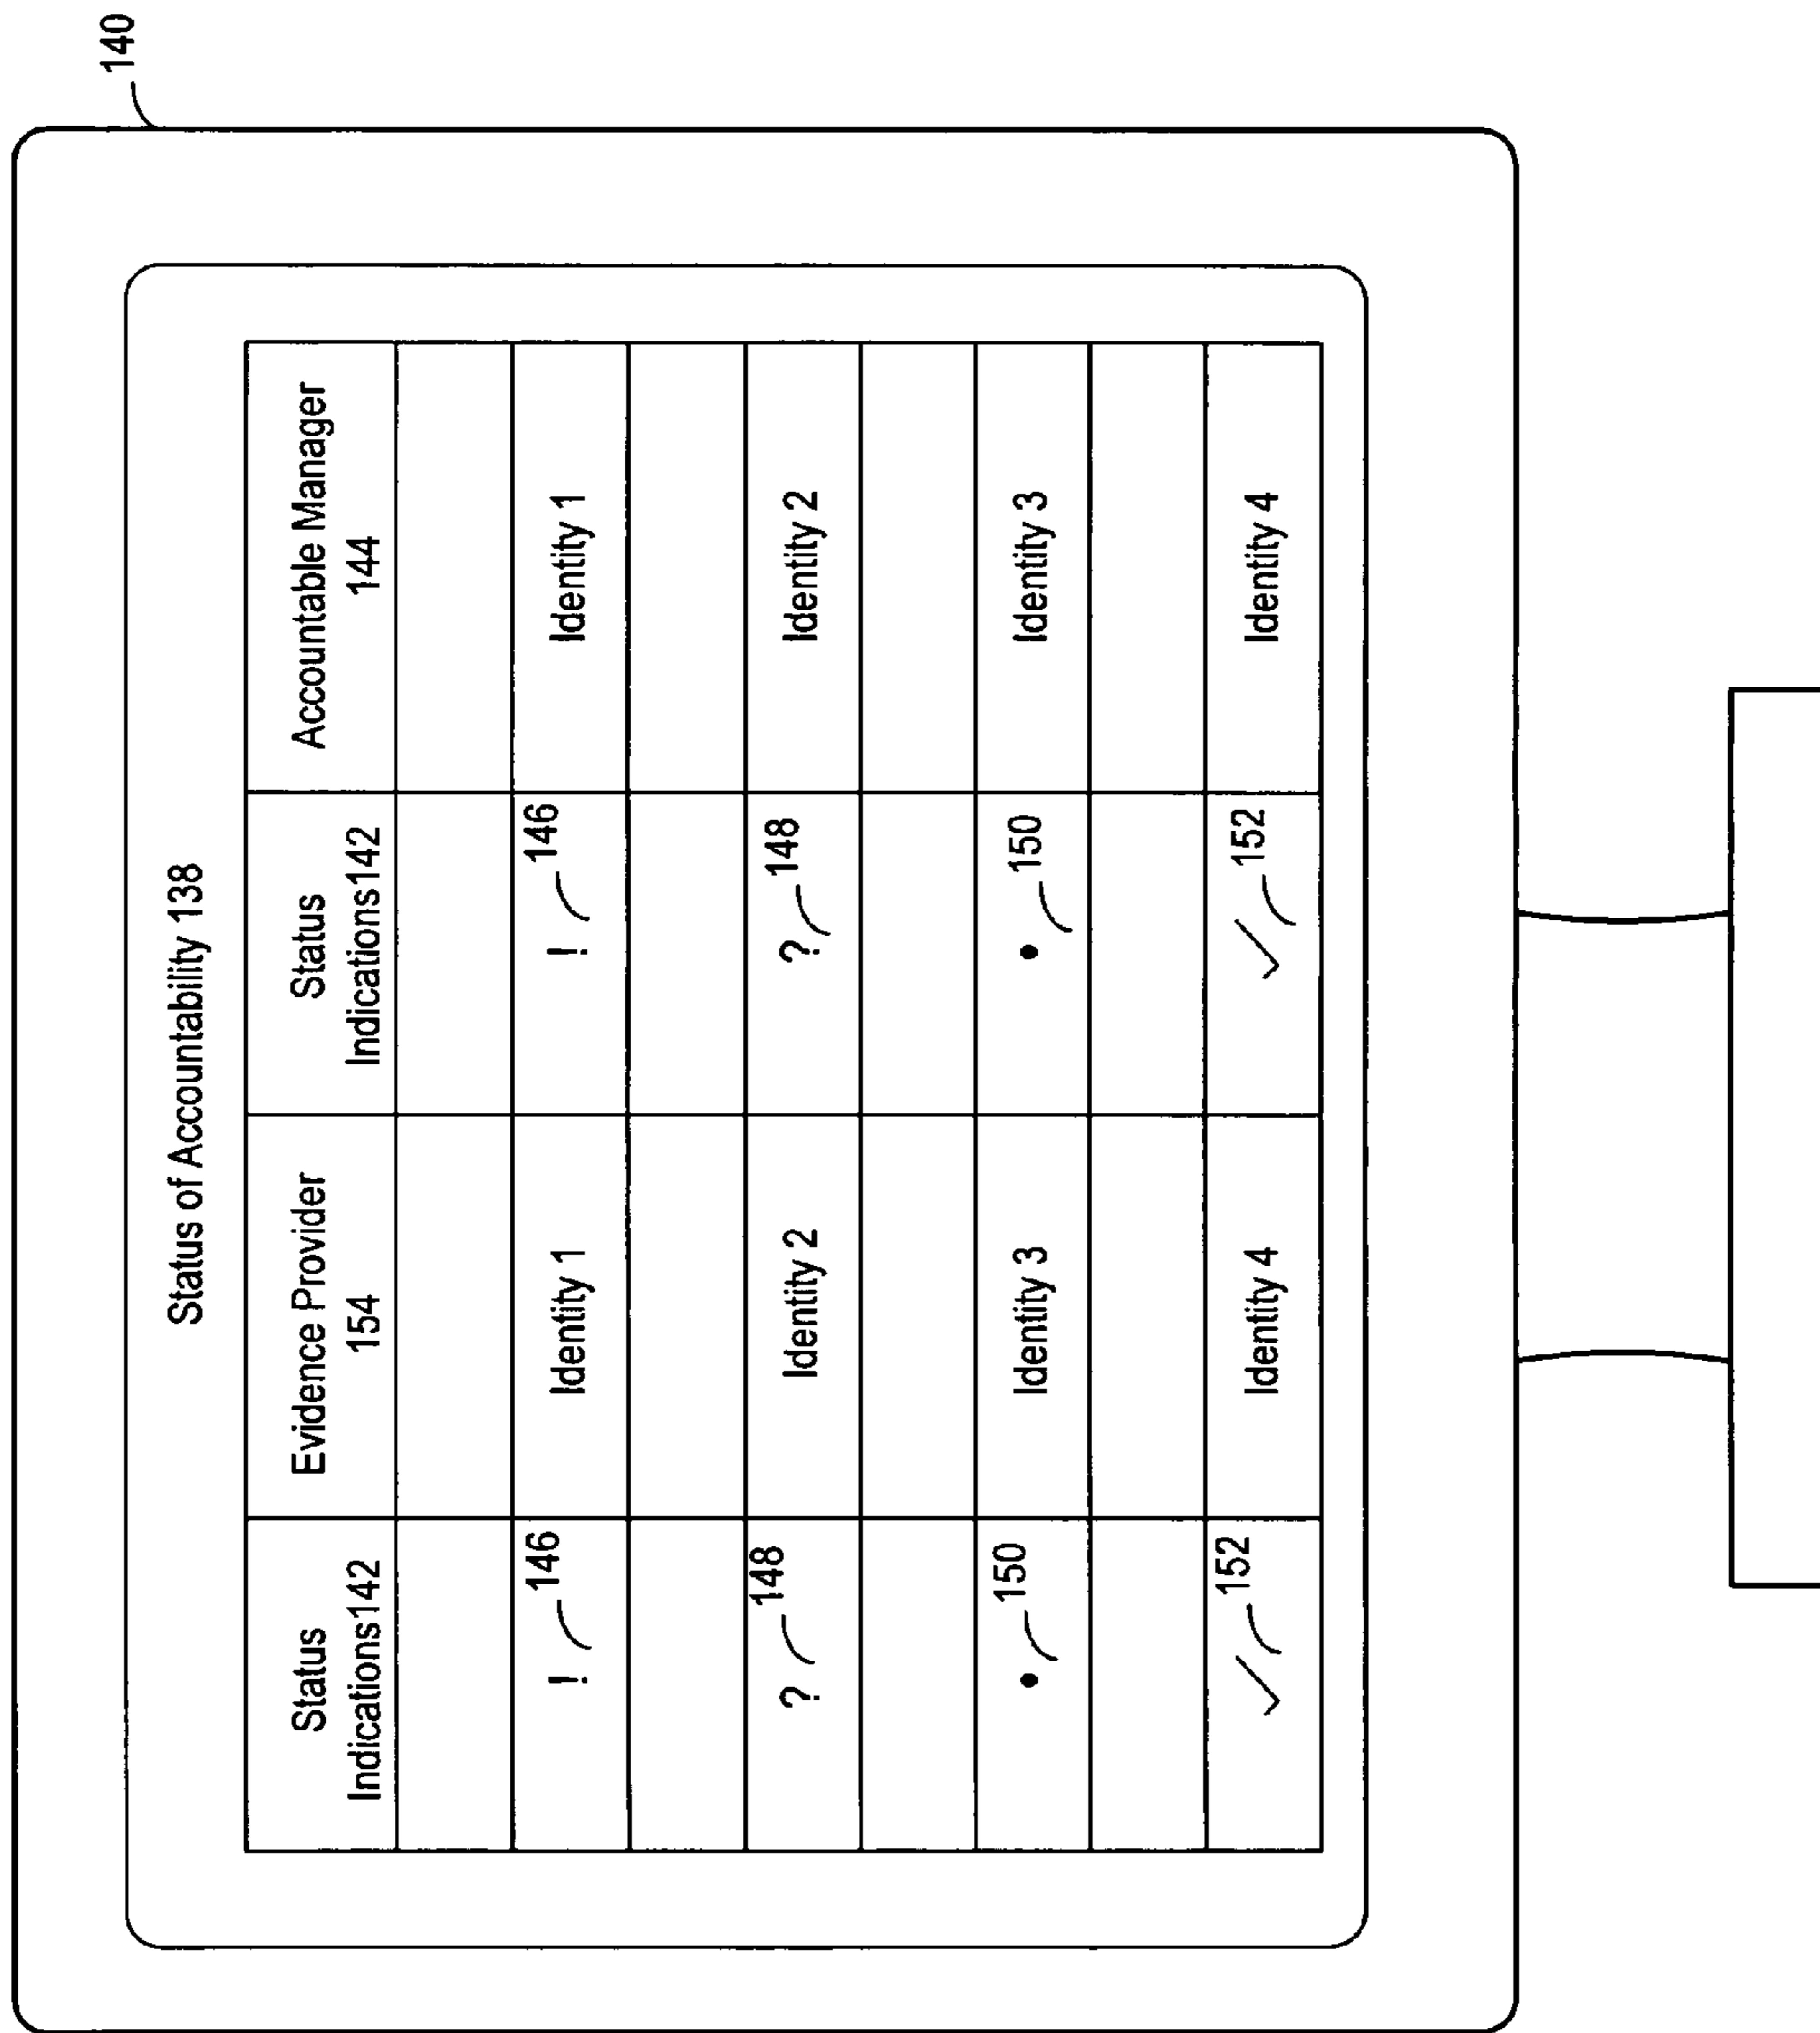 140
Status of Accountability 138
Status Indications142 Evidence Provider 154 Status Indications142 Accountable Manager 144
! 146 Identity 1 ! 146 Identity 1
? 148 Identity 2 ? 148 Identity 2
• 150 Identity 3 • 150 Identity 3
✓ 152 Identity 4 ✓ 152 Identity 4